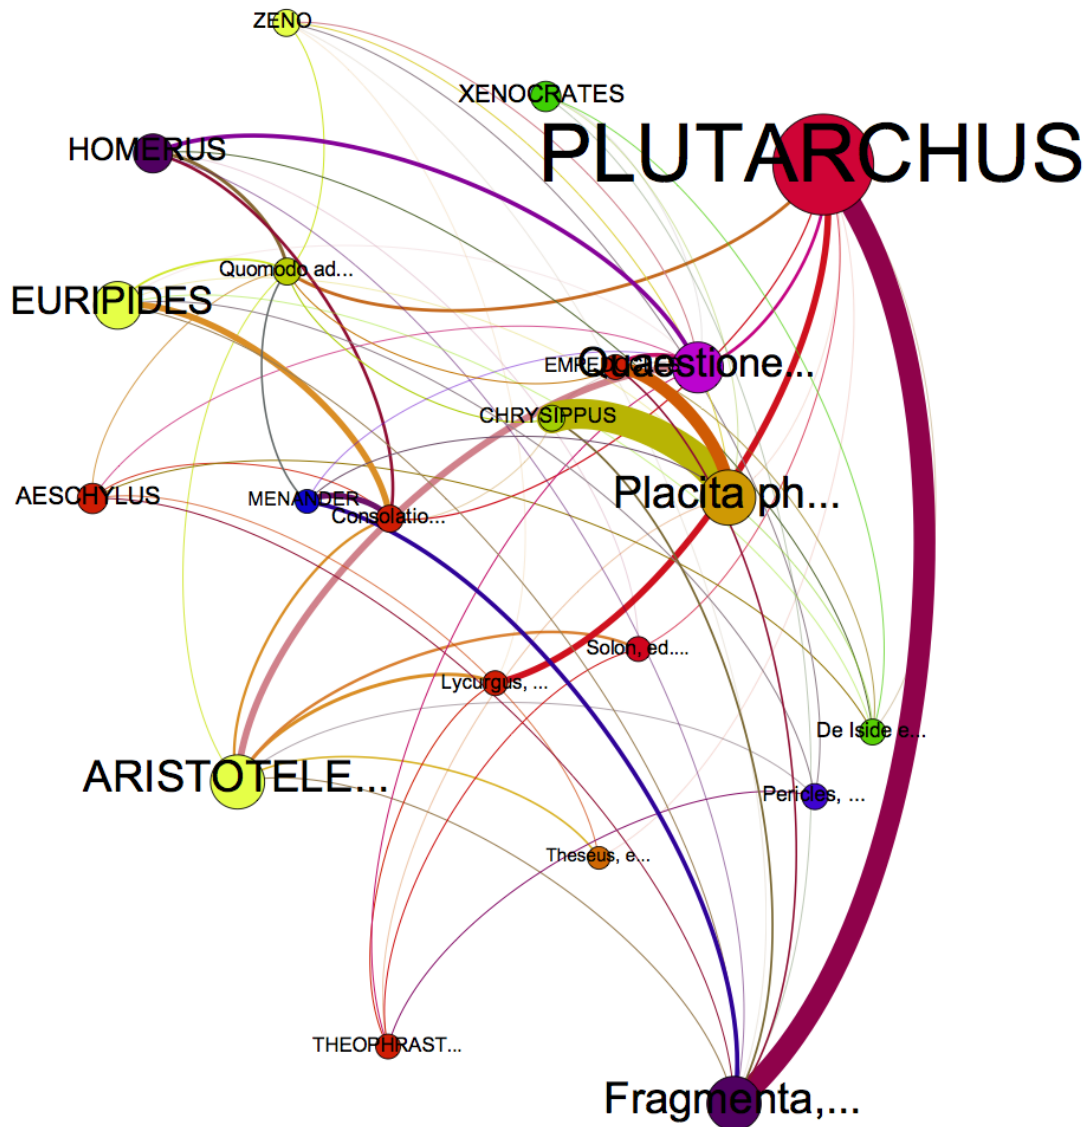 ZENO
XENOCRATES
PLUTARCHUS
HOMERUS
Quomodo ad...
EURIPIDES
EMPEDOCLES
Quaestione...
CHRYSIPPUS
Placita ph...
AESCHYLUS
MENANDER
Consolatio...
Solon, ed....
Lycurgus, ...
De Iside e...
ARISTOTELE...
Pericles, ...
Theseus, e...
THEOPHRAST...
Fragmenta,...